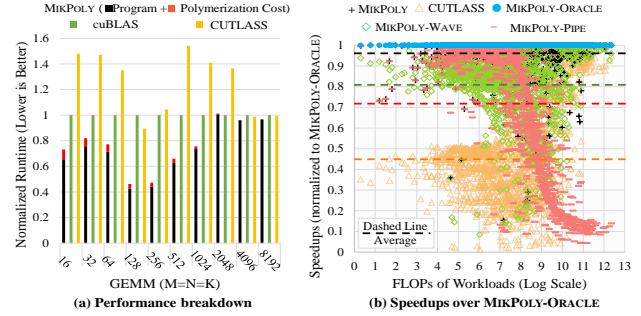 MIKPOLY ( Program + Polymerization Cost)
cuBLAS CUTLASS
Normalized Runtime (Lower is Better)
1.6
1.4
1.2
1
0.8
0.6
0.4
0.2
0
16 32 64 128 256 512 1024 2048 4096 8192
GEMM (M=N=K)
(a) Performance breakdown
MIKPOLY CUTLASS MIKPOLY-ORACLE
MIKPOLY-WAVE MIKPOLY-PIPE
Speedups (normalized to MIKPOLY-ORACLE)
1
0.9
0.8
0.7
0.6
0.5
0.4
0.3
0.2
0.1
0
Dashed Line
Average
0 1 2 3 4 5 6 7 8 9 10 11 12 13
FLOPs of Workloads (Log Scale)
(b) Speedups over MIKPOLY-ORACLE